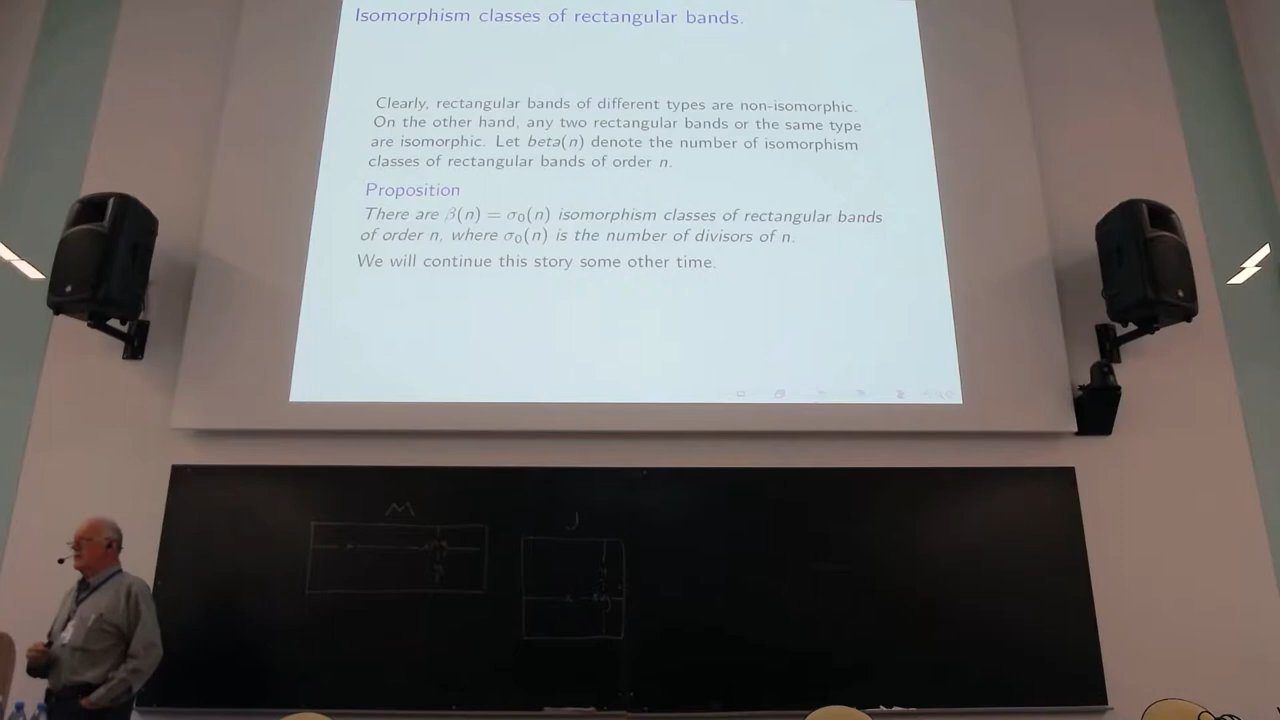 Isomorphism classes of rectangular bands.
Clearly, rectangular bands of different types are non-isomorphic.
On the other hand, any two rectangular bands or the same type
are isomorphic. Let beta(n) denote the number of isomorphism
classes of rectangular bands of order n.
Proposition
There are β(n) = σ₀(n) isomorphism classes of rectangular bands
of order n, where σ₀(n) is the number of divisors of n.
We will continue this story some other time.
M
J